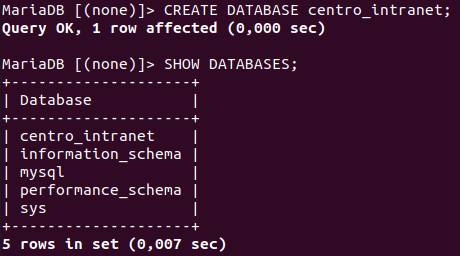 MariaDB [(none)]> CREATE DATABASE centro_intranet;
Query OK, 1 row affected (0,000 sec)

MariaDB [(none)]> SHOW DATABASES;
+--------------------+
| Database           |
+--------------------+
| centro_intranet    |
| information_schema |
| mysql              |
| performance_schema |
| sys                |
+--------------------+
5 rows in set (0,007 sec)